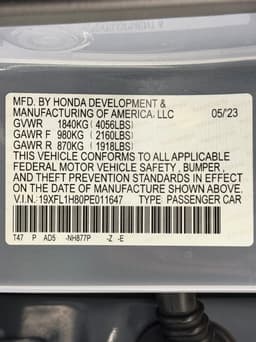 MFD. BY HONDA DEVELOPMENT &
MANUFACTURING OF AMERICA, LLC 05/'23
GVWR 1840KG (4056LBS)
GAWR F 980KG (2160LBS)
GAWR R 870KG (1918LBS)
THIS VEHICLE CONFORMS TO ALL APPLICABLE
FEDERAL MOTOR VEHICLE SAFETY, BUMPER,
AND THEFT PREVENTION STANDARDS IN EFFECT
ON THE DATE OF MANUFACTURE SHOWN ABOVE.
V.I.N. 19XFL1H80PE011647 TYPE: PASSENGER CAR
T47 P AD5 -NH877P -Z -E